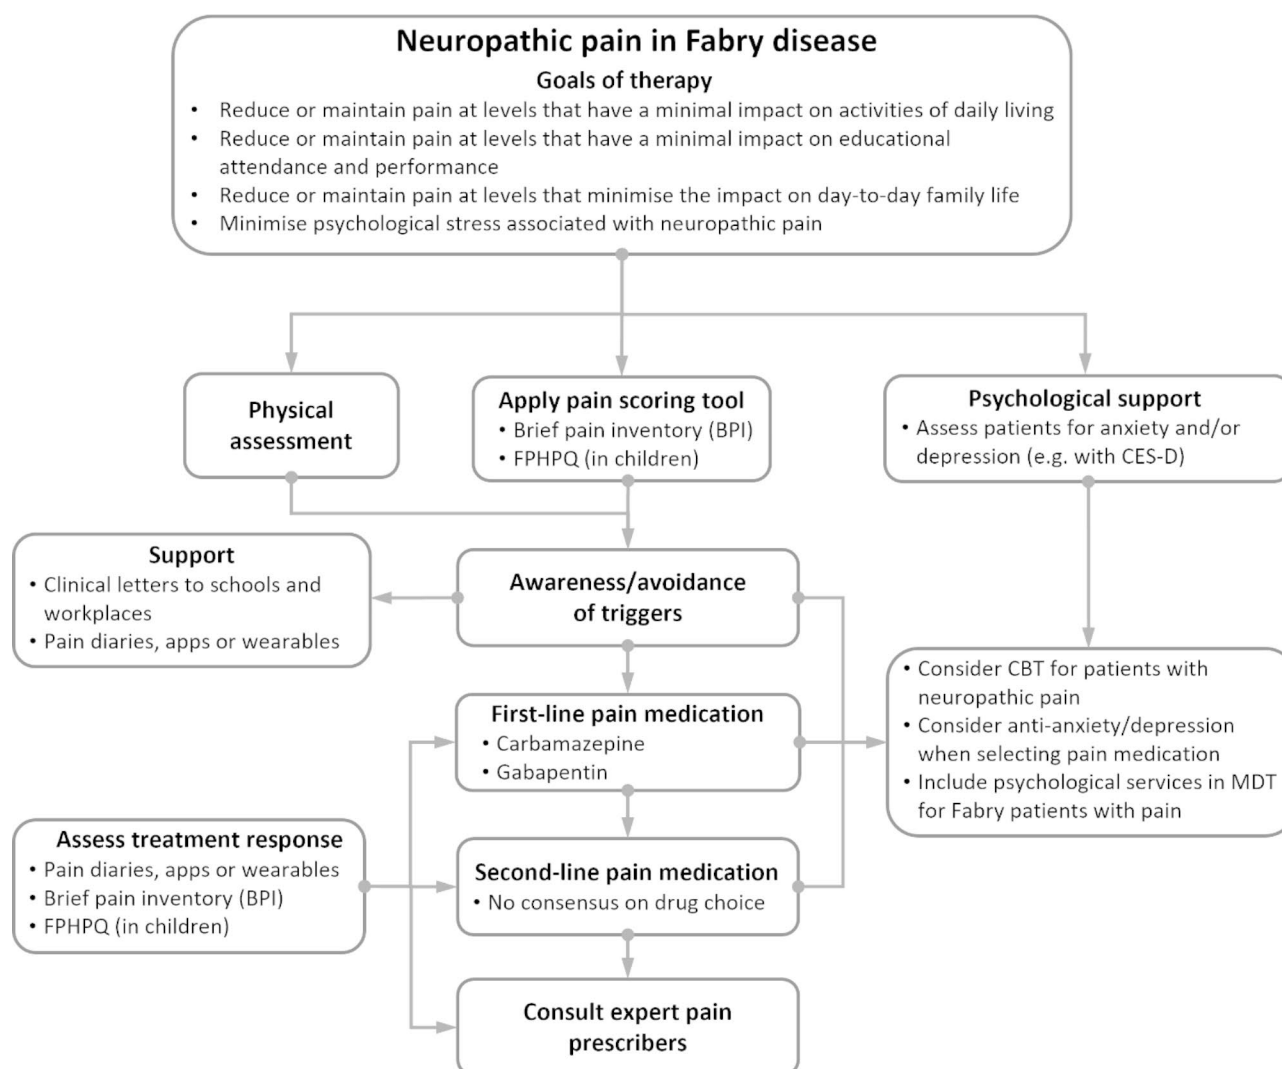 Neuropathic pain in Fabry disease
Goals of therapy
• Reduce or maintain pain at levels that have a minimal impact on activities of daily living
• Reduce or maintain pain at levels that have a minimal impact on educational
attendance and performance
• Reduce or maintain pain at levels that minimise the impact on day-to-day family life
• Minimise psychological stress associated with neuropathic pain
Physical
assessment
Apply pain scoring tool
• Brief pain inventory (BPI)
• FPHPQ (in children)
Psychological support
• Assess patients for anxiety and/or
depression (e.g. with CES-D)
Support
• Clinical letters to schools and
workplaces
• Pain diaries, apps or wearables
Awareness/avoidance
of triggers
• Consider CBT for patients with
neuropathic pain
• Consider anti-anxiety/depression
when selecting pain medication
• Include psychological services in MDT
for Fabry patients with pain
First-line pain medication
• Carbamazepine
• Gabapentin
Assess treatment response
• Pain diaries, apps or wearables
• Brief pain inventory (BPI)
• FPHPQ (in children)
Second-line pain medication
• No consensus on drug choice
Consult expert pain
prescribers